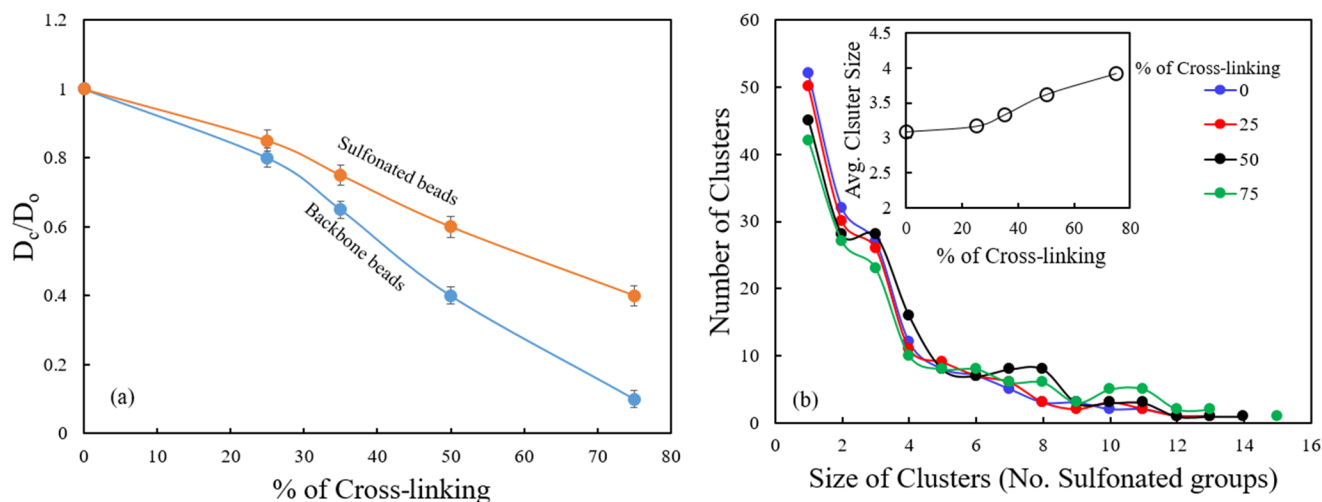 1.2
1
0.8
0.6
0.4
0.2
0
D_c/D_o
Sulfonated beads
Backbone beads
(a)
0 10 20 30 40 50 60 70 80
% of Cross-linking
60
50
40
30
20
10
0
Number of Clusters
4.5
4
3.5
3
2.5
2
Avg. Clsuter Size
0 20 40 60 80
% of Cross-linking
% of Cross-linking
0
25
50
75
(b)
0 2 4 6 8 10 12 14 16
Size of Clusters (No. Sulfonated groups)